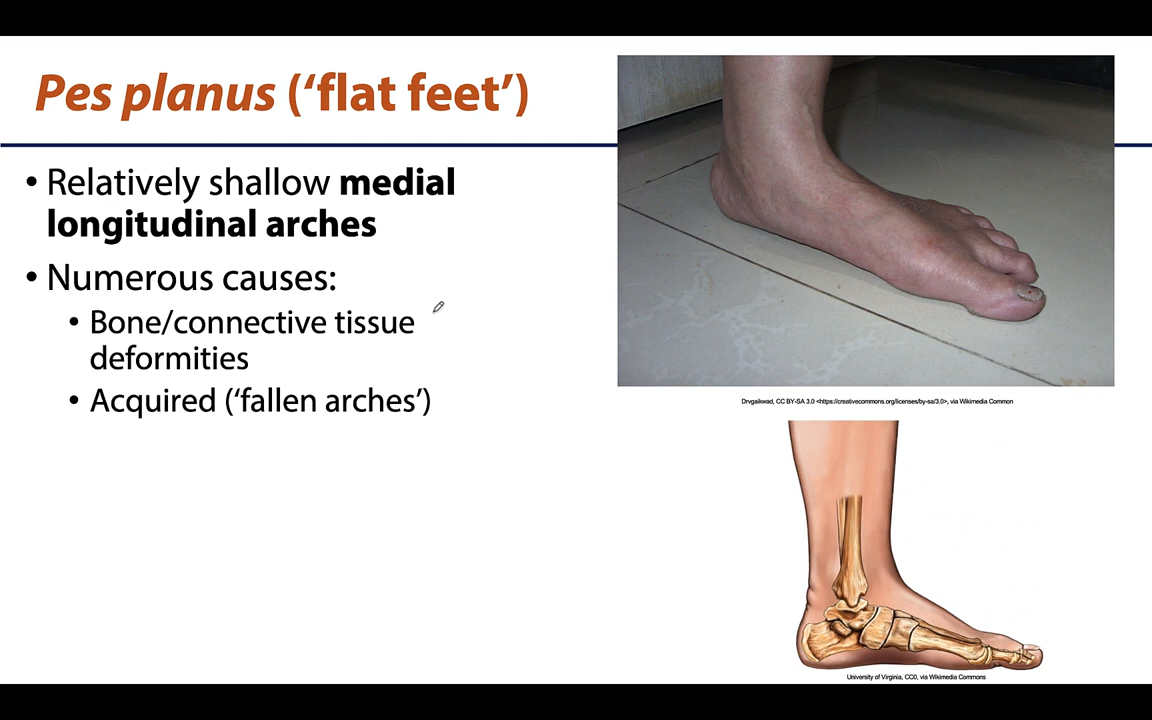 Pes planus (‘flat feet’)
• Relatively shallow medial
longitudinal arches
• Numerous causes:
• Bone/connective tissue
deformities
• Acquired (‘fallen arches’)
Drvgaikwad, CC BY-SA 3.0 <https://creativecommons.org/licenses/by-sa/3.0>, via Wikimedia Common
University of Virginia, CC0, via Wikimedia Commons